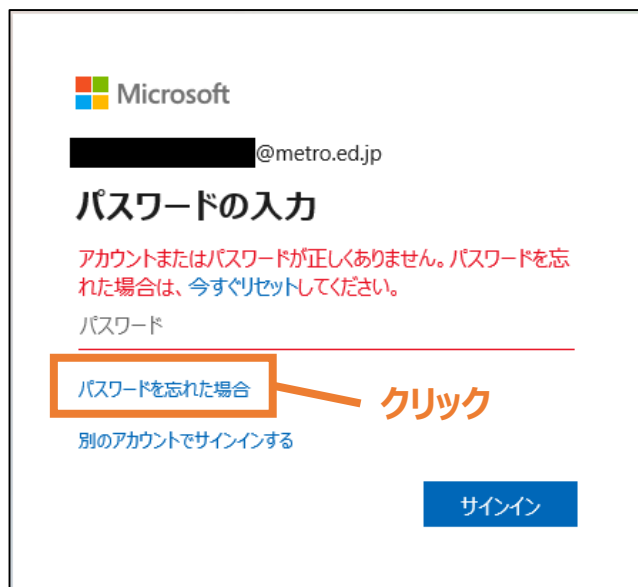 Microsoft
@metro.ed.jp
パスワードの入力
アカウントまたはパスワードが正しくありません。パスワードを忘
れた場合は、今すぐリセットしてください。
パスワード
パスワードを忘れた場合
クリック
別のアカウントでサインインする
サインイン